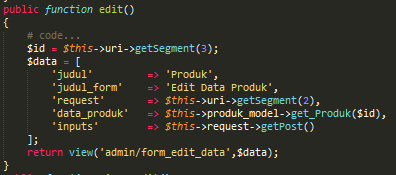 public function edit()
{
# code...
$id = $this->uri->getSegment(3);
$data = [
'judul' => 'Produk',
'judul_form' => 'Edit Data Produk',
'request' => $this->uri->getSegment(2),
'data_produk' => $this->produk_model->get_Produk($id),
'inputs' => $this->request->getPost()
];
return view('admin/form_edit_data',$data);
}